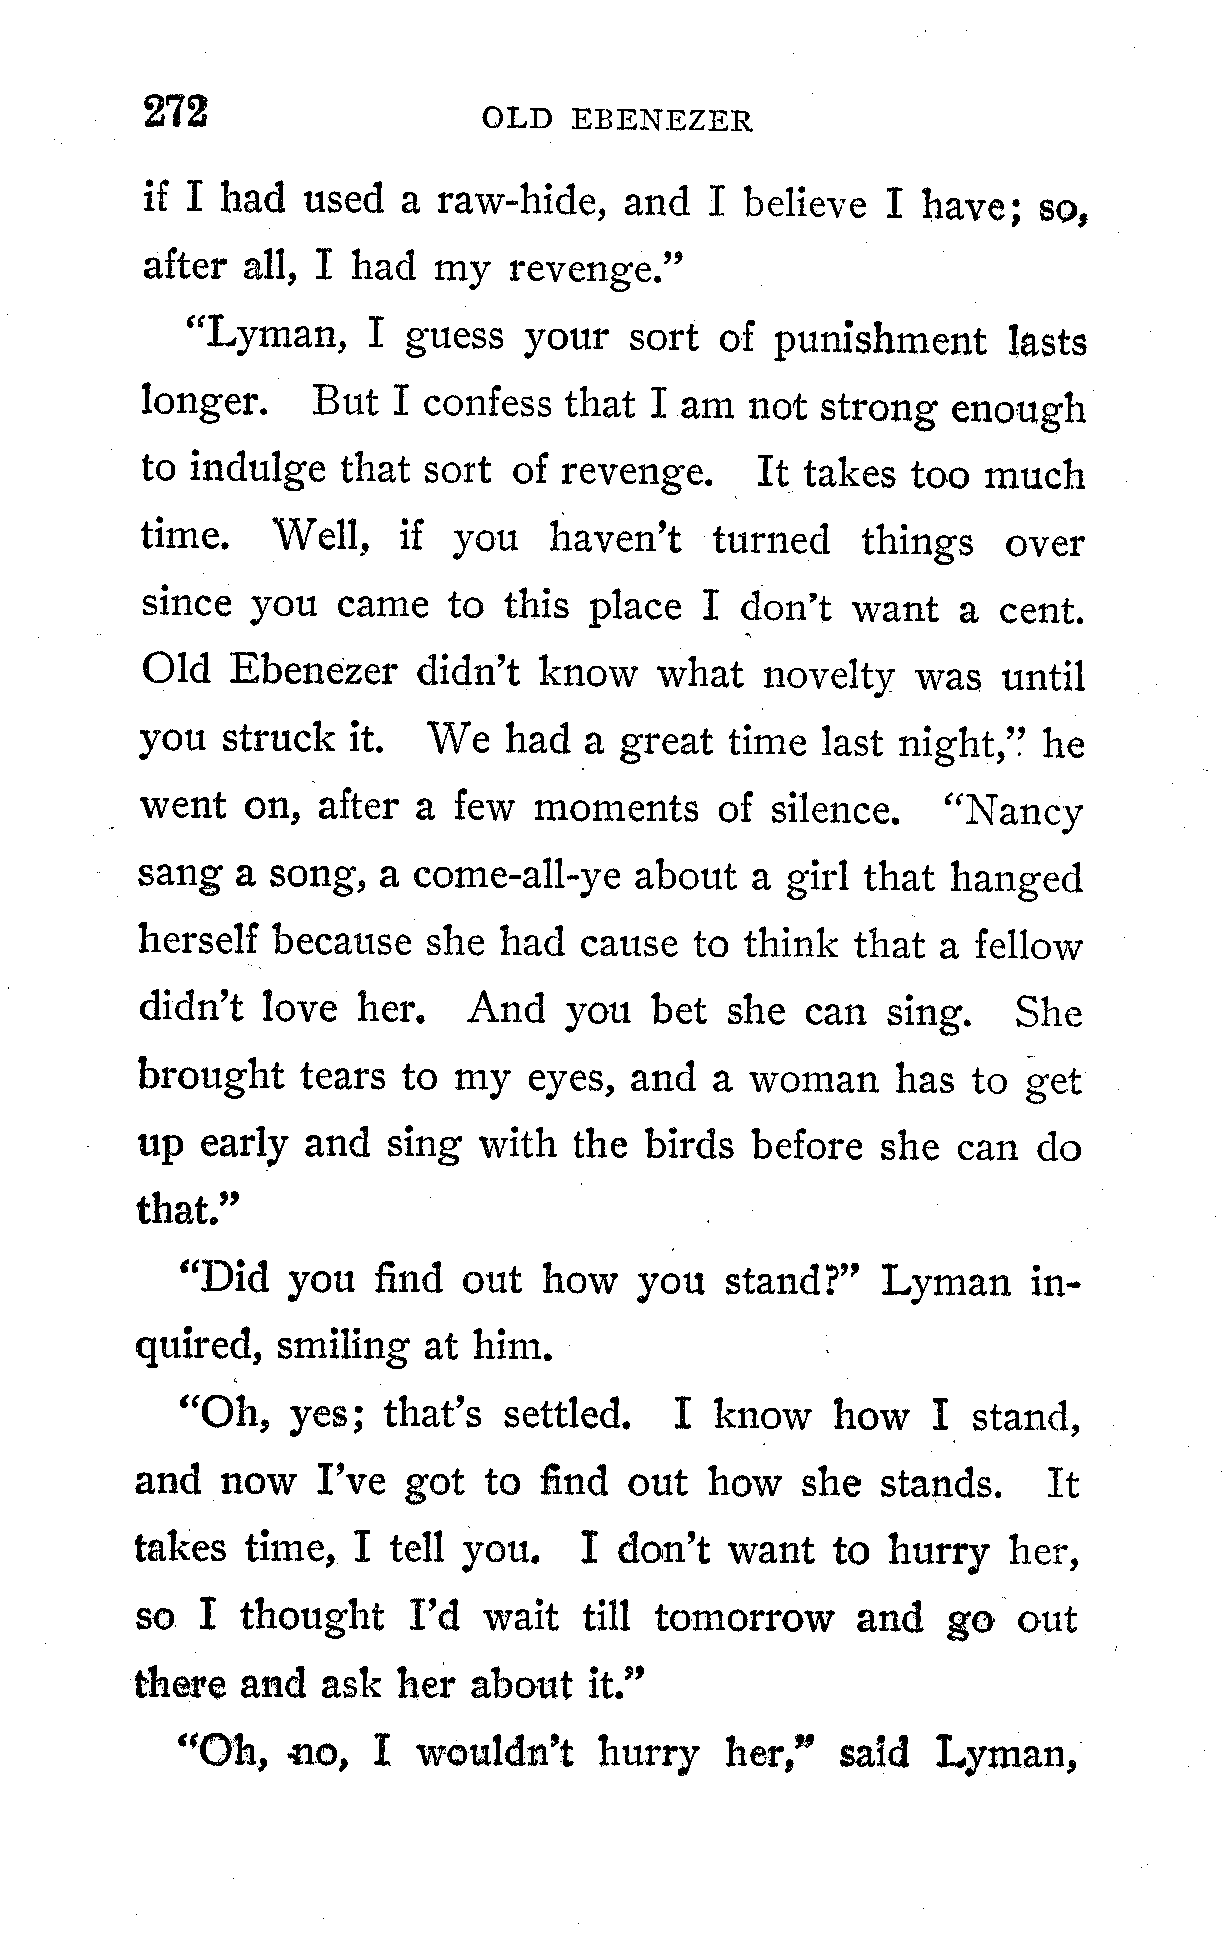 272 OLD EBENEZER
if I had used a raw-hide, and I believe I have; so,
after all, I had my revenge.”
“Lyman, I guess your sort of punishment lasts
longer. But I confess that I am not strong enough
to indulge that sort of revenge. It takes too much
time. Well, if you haven’t turned things over
since you came to this place I don’t want a cent.
Old Ebenezer didn’t know what novelty was until
you struck it. We had a great time last night,” he
went on, after a few moments of silence. “Nancy
sang a song, a come-all-ye about a girl that hanged
herself because she had cause to think that a fellow
didn’t love her. And you bet she can sing. She
brought tears to my eyes, and a woman has to get
up early and sing with the birds before she can do
that.”
“Did you find out how you stand?” Lyman in-
quired, smiling at him.
“Oh, yes; that’s settled. I know how I stand,
and now I’ve got to find out how she stands. It
takes time, I tell you. I don’t want to hurry her,
so I thought I’d wait till tomorrow and go out
there and ask her about it.”
“Oh, no, I wouldn’t hurry her,” said Lyman,